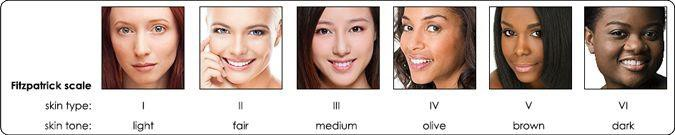 Fitzpatrick scale
skin type: I II III IV V VI
skin tone: light fair medium olive brown dark